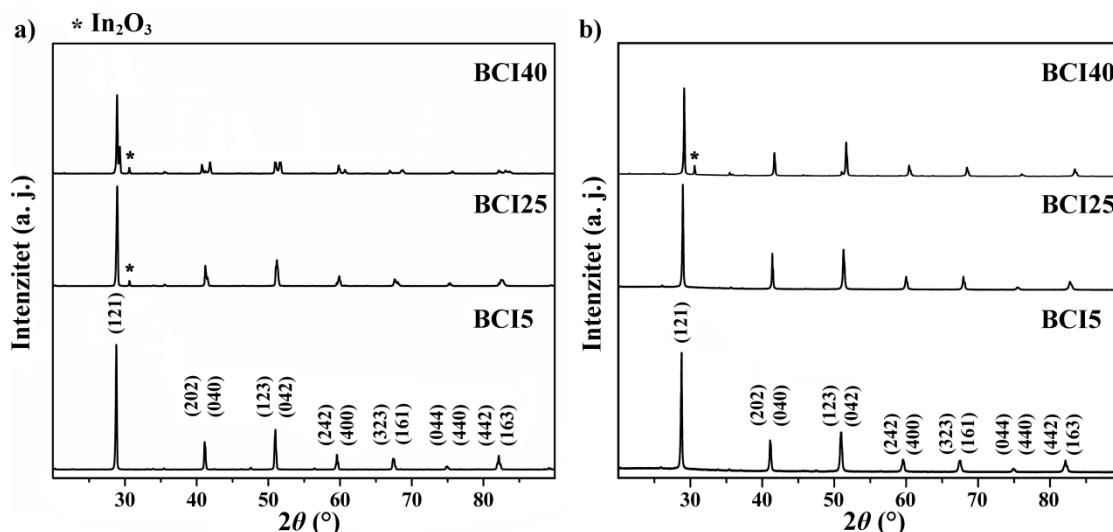 a) * In₂O₃
BCI40
*
BCI25
*
BCI5
(121)
(202)
(040)
(123)
(042)
(242)
(400)
(323)
(161)
(044)
(440)
(442)
(163)
Intenzitet (a. j.)
30 40 50 60 70 80
2θ (°)
b)
BCI40
*
BCI25
BCI5
(121)
(202)
(040)
(123)
(042)
(242)
(400)
(323)
(161)
(044)
(440)
(442)
(163)
Intenzitet (a. j.)
30 40 50 60 70 80
2θ (°)